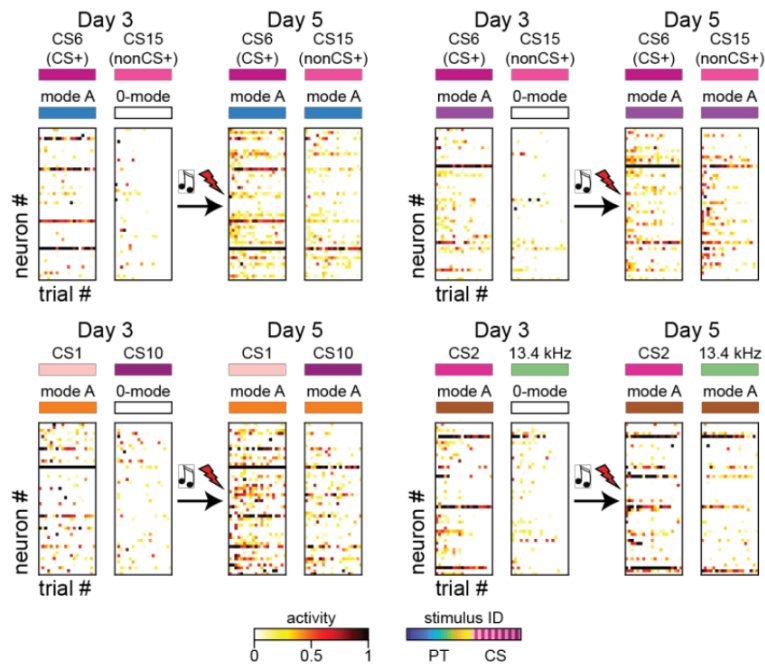 Day 3 Day 5 Day 3 Day 5
CS6 CS15 CS6 CS15 CS6 CS15 CS6 CS15
(CS+) (nonCS+) (CS+) (nonCS+) (CS+) (nonCS+) (CS+) (nonCS+)
mode A 0-mode mode A mode A mode A 0-mode mode A mode A
neuron # neuron #
trial # trial #
Day 3 Day 5 Day 3 Day 5
CS1 CS10 CS1 CS10 CS2 13.4 kHz CS2 13.4 kHz
mode A 0-mode mode A mode A mode A 0-mode mode A mode A
neuron # neuron #
trial # trial #
activity stimulus ID
0 0.5 1 PT CS